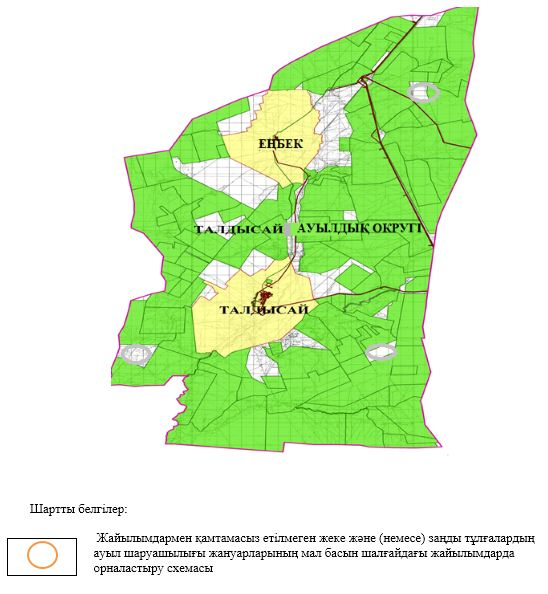 ЕҢБЕК
ТАЛДЫСАЙ АУЫЛДЫҚ ОКРУГІ
ТАЛДЫСАЙ
Шартты белгілер:
Жайылымдармен қамтамасыз етілмеген жеке және (немесе) заңды тұлғалардың
ауыл шаруашылығы жануарларының мал басын шалғайдағы жайылымдарда
орналастыру схемасы